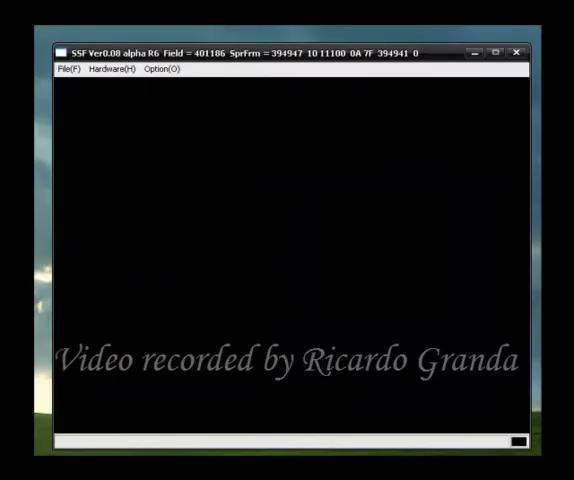 SSF Ver0.08 alpha R6 Field = 401186 SprFrm = 394947 10 11100 0A 7F 394941 0
File(F) Hardware(H) Option(O)
Video recorded by Ricardo Granda